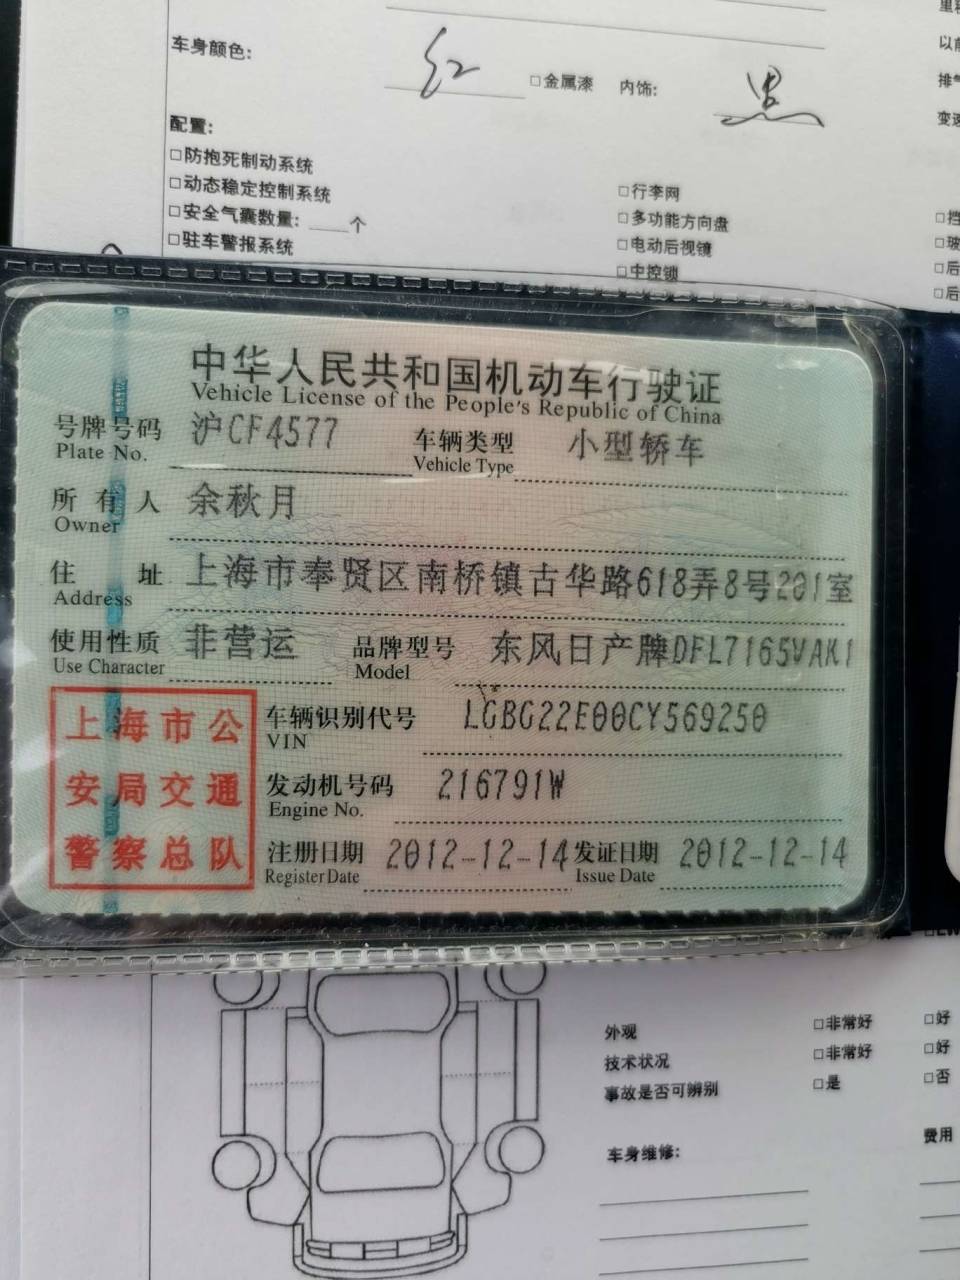 里程
车身颜色: 红 □金属漆 内饰: 黑
以前
排气
配置:
变速
□防抱死制动系统
□动态稳定控制系统 □行李网
□安全气囊数量:____个 □多功能方向盘
□驻车警报系统 □电动后视镜
□中控锁
中华人民共和国机动车行驶证
Vehicle License of the People's Republic of China
号牌号码 沪CF4577 车辆类型 小型轿车
Plate No. Vehicle Type
所有人 余秋月
Owner
住址 上海市奉贤区南桥镇古华路618弄8号201室
Address
使用性质 非营运 品牌型号 东风日产牌DFL7165VAK1
Use Character Model
上海市公
安局交通
警察总队
车辆识别代号 LGBG22E00CY569250
VIN
发动机号码 216791W
Engine No.
注册日期 2012-12-14 发证日期 2012-12-14
Register Date Issue Date
外观 □非常好 □好
技术状况 □非常好 □好
事故是否可辨别 □是 □否
车身维修: 费用